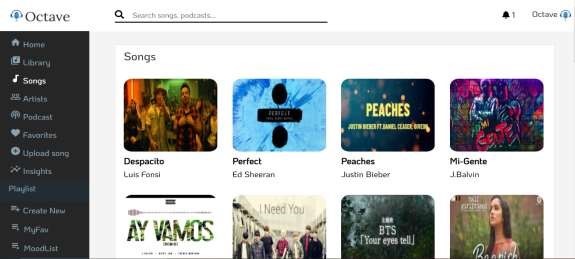 Octave
Search songs, podcasts...
1
Octave
Home
Library
Songs
Artists
Podcast
Favorites
Upload song
Insights
Playlist
Create New
MyFav
MoodList
Songs
Despacito
Luis Fonsi
PERFECT
Perfect
Ed Sheeran
PEACHES
JUSTIN BIEBER FT DANIEL CEASER, GIVEON
Peaches
Justin Bieber
Mi-Gente
J.Balvin
AY VAMOS
I Need You
BTS
「Your eyes tell」